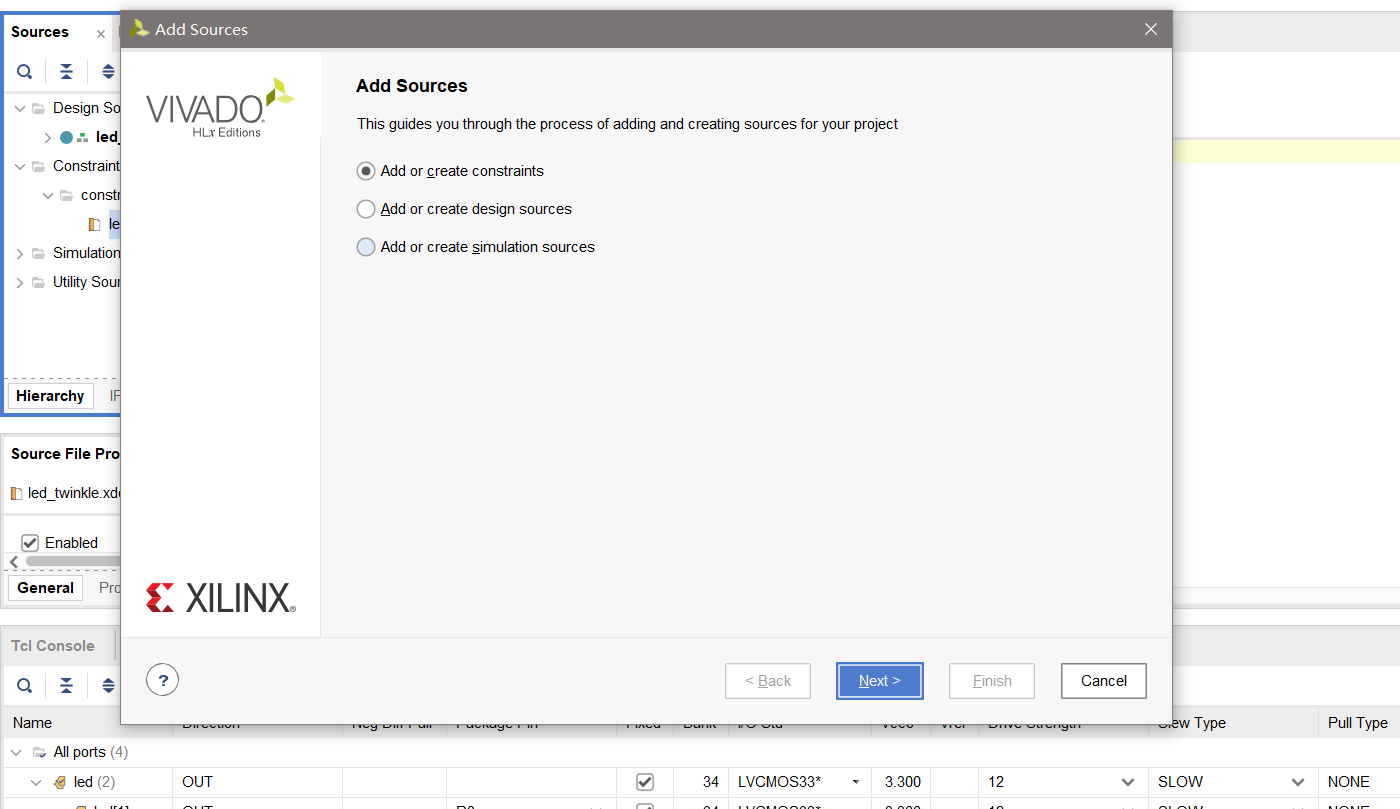 Sources
Add Sources
VIVADO
HLx Editions
Add Sources
This guides you through the process of adding and creating sources for your project
Add or create constraints
Add or create design sources
Add or create simulation sources
Design So
led_
Constraint
constr
le
Simulation
Utility Sour
Hierarchy
Source File Pro
led_twinkle.xdc
Enabled
General
XILINX®
Tcl Console
?
< Back
Next >
Finish
Cancel
Name Direction Neg Diff Pair Package Pin Fixed Bank I/O Std Vcco Vref Drive Strength Slew Type Pull Type
All ports (4)
led (2) OUT 34 LVCMOS33* 3.300 12 SLOW NONE